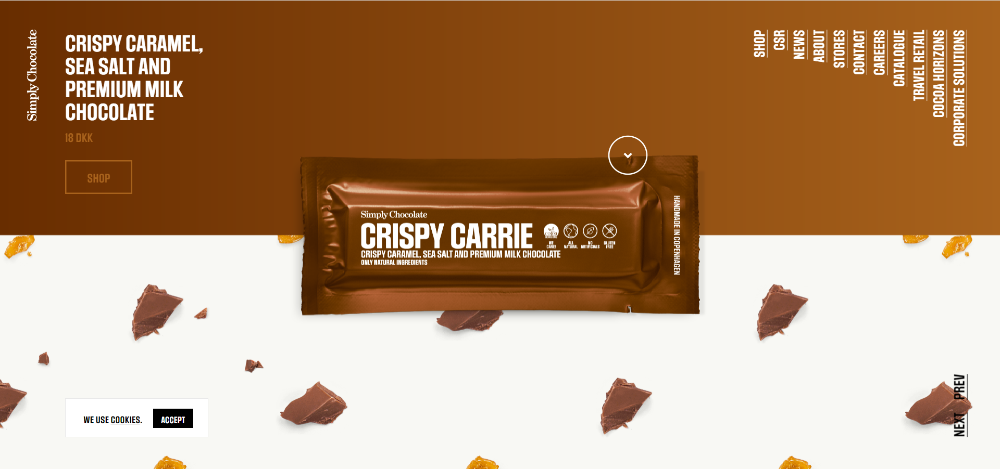 Simply Chocolate
CRISPY CARAMEL,
SEA SALT AND
PREMIUM MILK
CHOCOLATE
18 DKK
SHOP
SHOP
CSR
NEWS
ABOUT
STORES
CONTACT
CAREERS
CATALOGUE
TRAVEL RETAIL
COCOA HORIZONS
CORPORATE SOLUTIONS
Simply Chocolate
CRISPY CARRIE
CRISPY CARAMEL, SEA SALT AND PREMIUM MILK CHOCOLATE
ONLY NATURAL INGREDIENTS
COCOA
HORIZONS
WE
CARE!
ALL
NATURAL
NO
ARTIFICIALS
GLUTEN
FREE
HANDMADE IN COPENHAGEN
WE USE COOKIES.
ACCEPT
PREV
NEXT